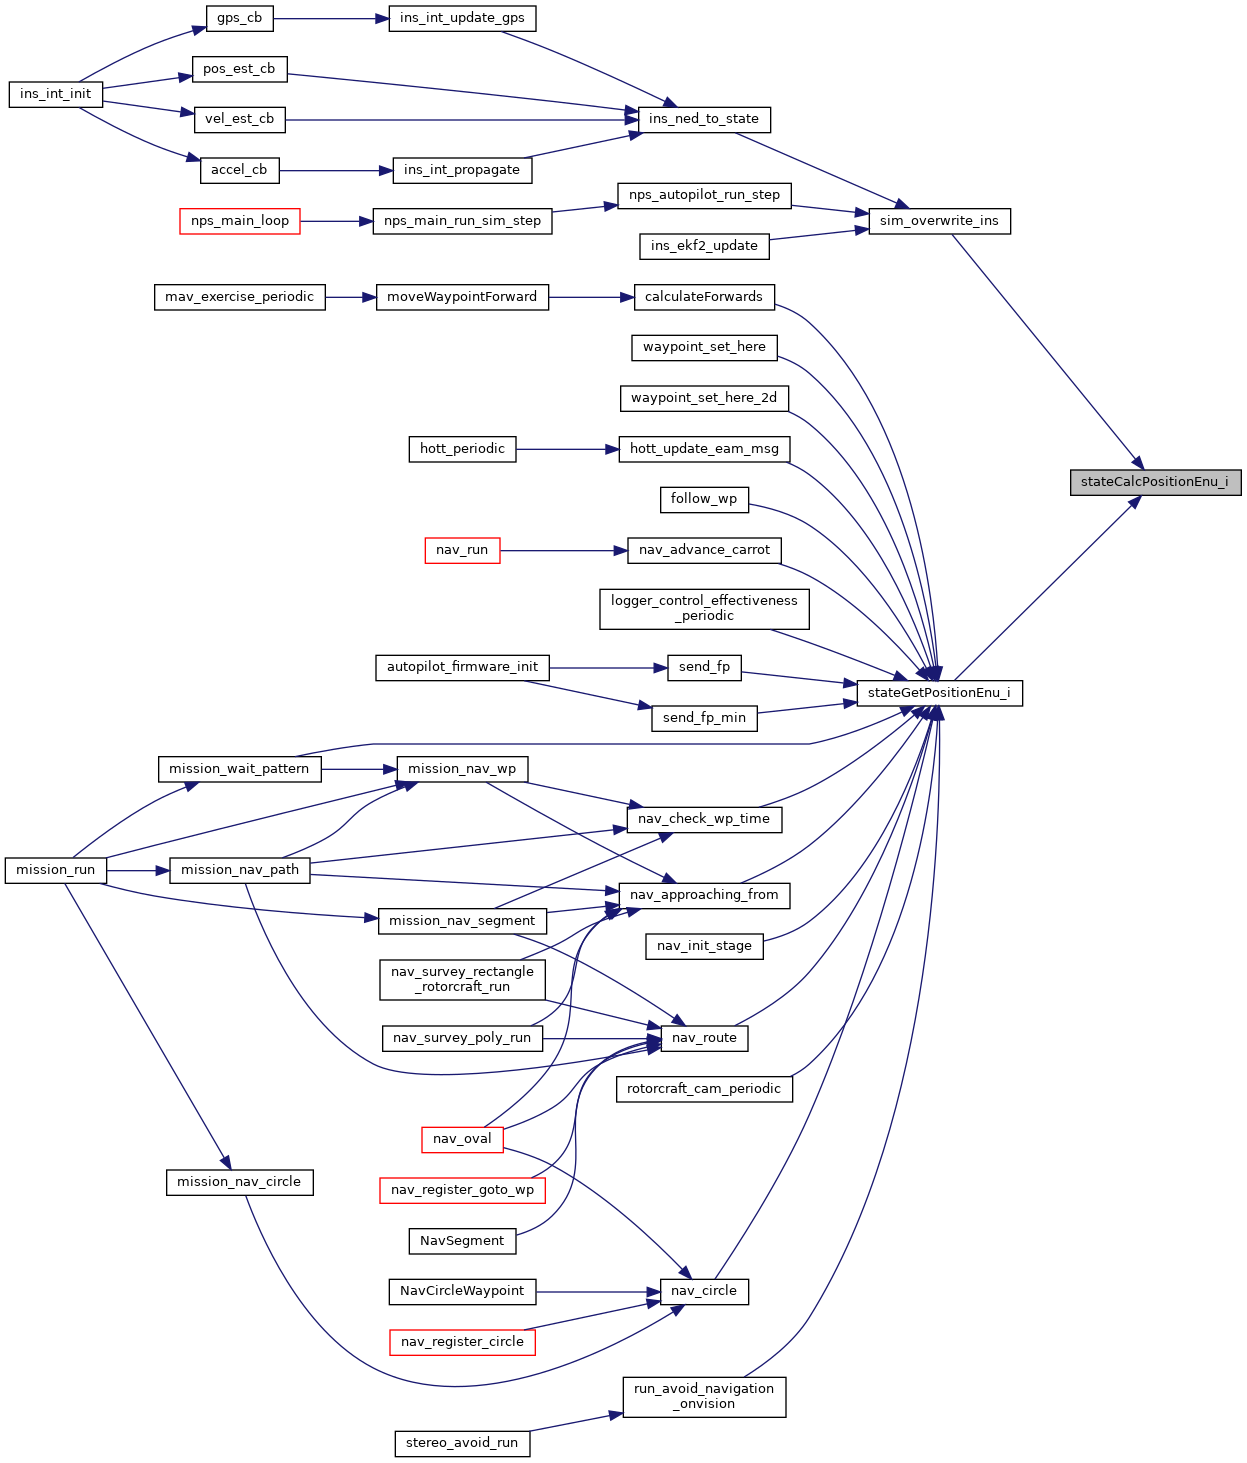 gps_cb
ins_int_update_gps
pos_est_cb
ins_int_init
vel_est_cb
ins_ned_to_state
accel_cb
ins_int_propagate
nps_autopilot_run_step
nps_main_loop
nps_main_run_sim_step
sim_overwrite_ins
ins_ekf2_update
mav_exercise_periodic
moveWaypointForward
calculateForwards
waypoint_set_here
waypoint_set_here_2d
hott_periodic
hott_update_eam_msg
stateCalcPositionEnu_i
follow_wp
nav_run
nav_advance_carrot
logger_control_effectiveness
_periodic
autopilot_firmware_init
send_fp
stateGetPositionEnu_i
send_fp_min
mission_wait_pattern
mission_nav_wp
nav_check_wp_time
mission_run
mission_nav_path
nav_approaching_from
mission_nav_segment
nav_init_stage
nav_survey_rectangle
_rotorcraft_run
nav_survey_poly_run
nav_route
rotorcraft_cam_periodic
nav_oval
mission_nav_circle
nav_register_goto_wp
NavSegment
NavCircleWaypoint
nav_circle
nav_register_circle
run_avoid_navigation
_onvision
stereo_avoid_run